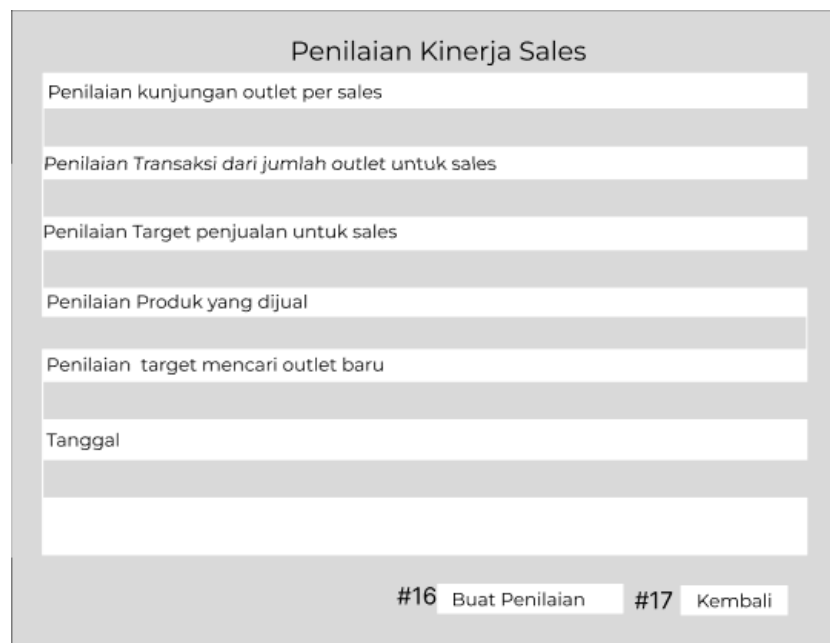 Penilaian Kinerja Sales
Penilaian kunjungan outlet per sales
Penilaian Transaksi dari jumlah outlet untuk sales
Penilaian Target penjualan untuk sales
Penilaian Produk yang dijual
Penilaian target mencari outlet baru
Tanggal
#16 Buat Penilaian #17 Kembali